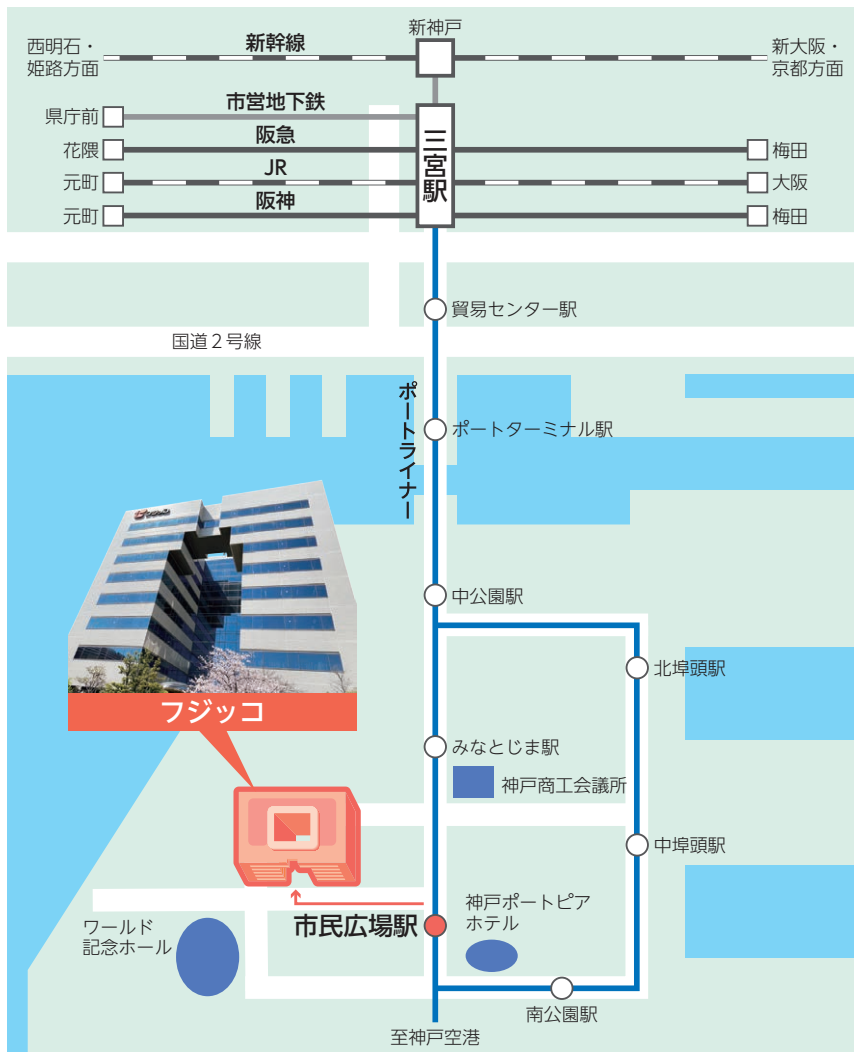 新神戸
西明石・
姫路方面
新幹線
新大阪・
京都方面
県庁前
市営地下鉄
三宮駅
花隈
阪急
梅田
元町
JR
大阪
元町
阪神
梅田
貿易センター駅
国道2号線
ポートライナー
ポートターミナル駅
中公園駅
北埠頭駅
フジッコ
みなとじま駅
神戸商工会議所
中埠頭駅
神戸ポートピア
ホテル
市民広場駅
ワールド
記念ホール
南公園駅
至神戸空港